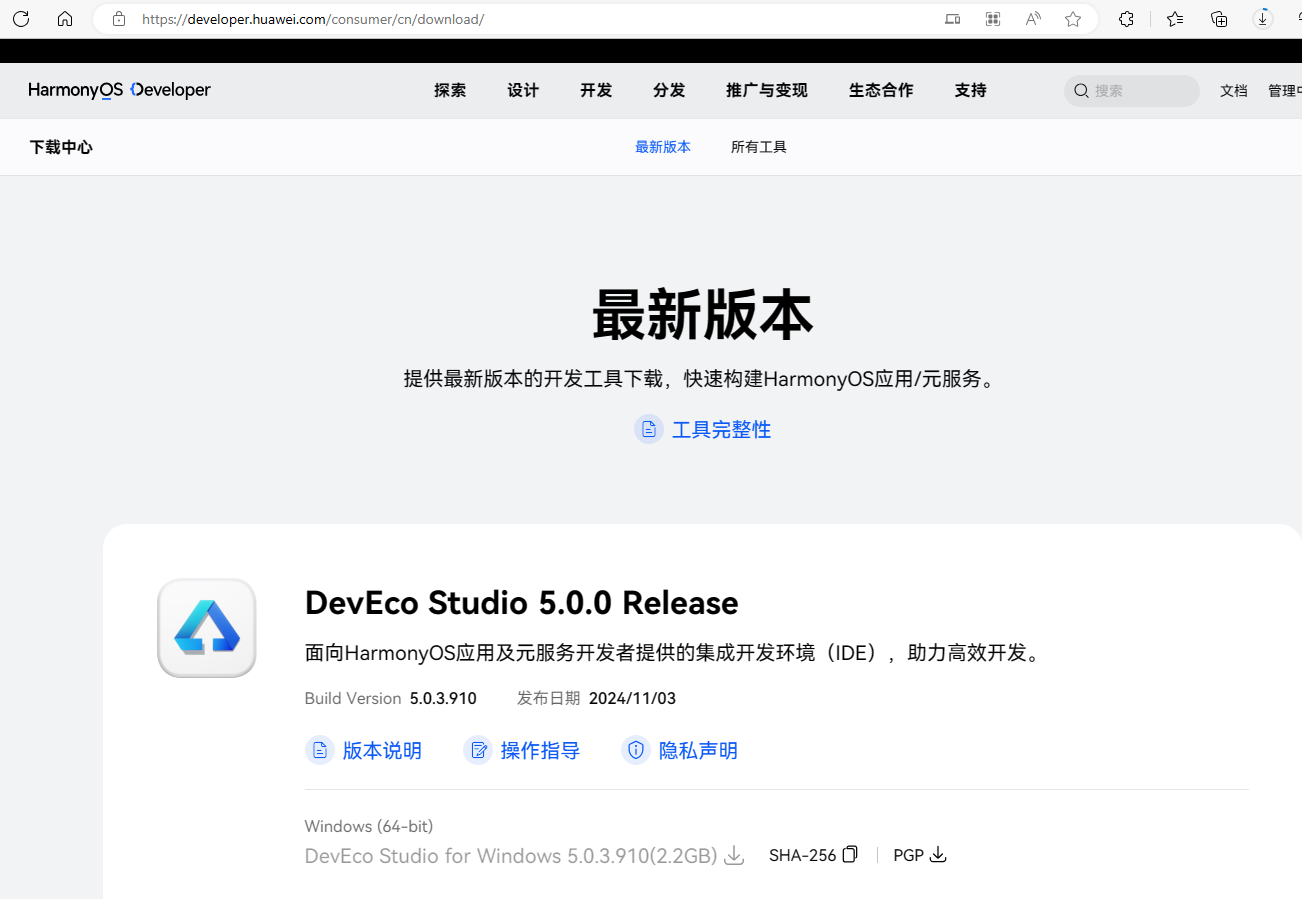 https://developer.huawei.com/consumer/cn/download/
HarmonyOS Developer 探索 设计 开发 分发 推广与变现 生态合作 支持 搜索 文档 管理中
下载中心 最新版本 所有工具
最新版本
提供最新版本的开发工具下载，快速构建HarmonyOS应用/元服务。
工具完整性
DevEco Studio 5.0.0 Release
面向HarmonyOS应用及元服务开发者提供的集成开发环境（IDE），助力高效开发。
Build Version 5.0.3.910 发布日期 2024/11/03
版本说明 操作指导 隐私声明
Windows (64-bit)
DevEco Studio for Windows 5.0.3.910(2.2GB) SHA-256 PGP